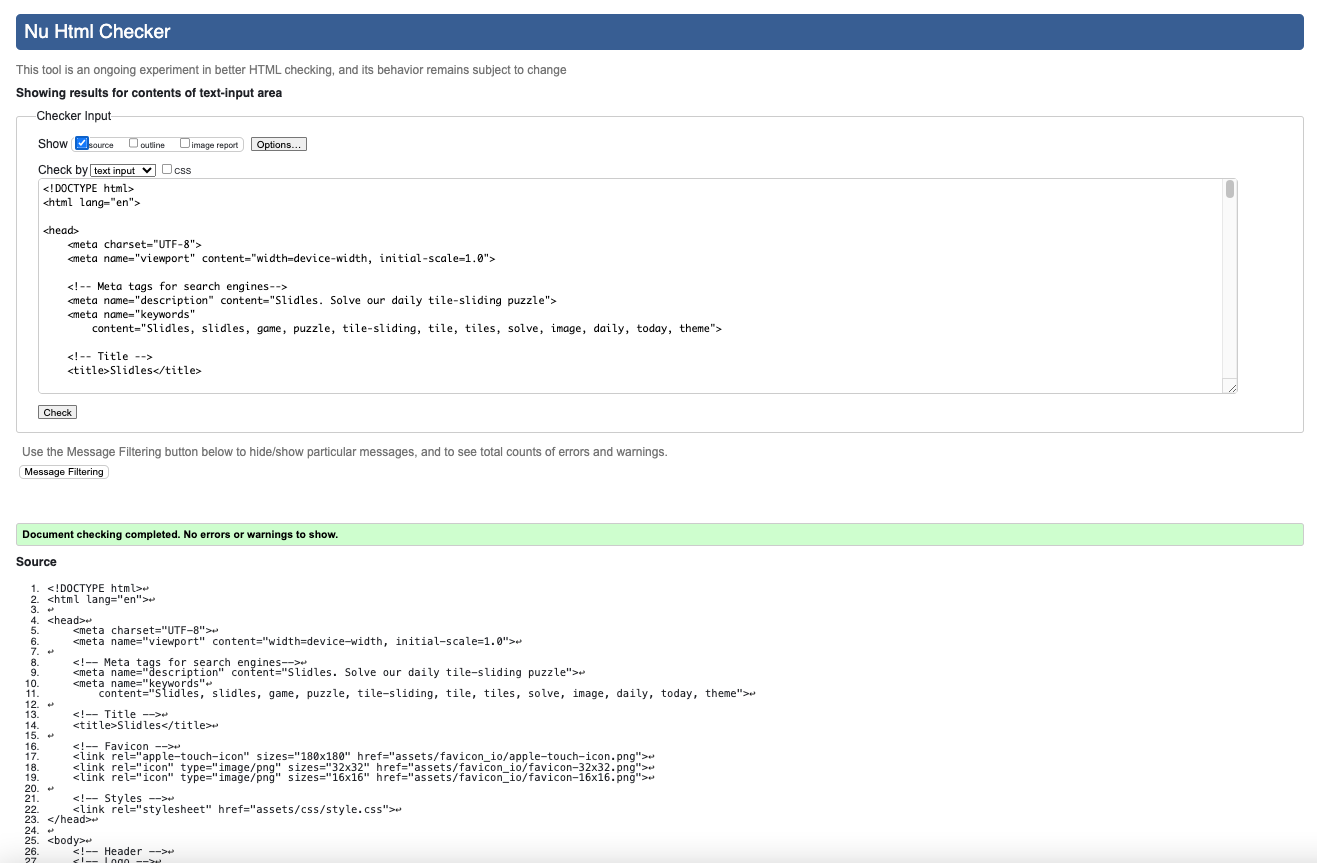 Nu Html Checker
This tool is an ongoing experiment in better HTML checking, and its behavior remains subject to change
Showing results for contents of text-input area
Checker Input
Show source outline image report Options...
Check by text input css
<!DOCTYPE html>
<html lang="en">
<head>
    <meta charset="UTF-8">
    <meta name="viewport" content="width=device-width, initial-scale=1.0">
    <!-- Meta tags for search engines-->
    <meta name="description" content="Slidles. Solve our daily tile-sliding puzzle">
    <meta name="keywords"
        content="Slidles, slidles, game, puzzle, tile-sliding, tile, tiles, solve, image, daily, today, theme">
    <!-- Title -->
    <title>Slidles</title>
Check
Use the Message Filtering button below to hide/show particular messages, and to see total counts of errors and warnings.
Message Filtering
Document checking completed. No errors or warnings to show.
Source
1. <!DOCTYPE html>↩
2. <html lang="en">↩
3. ↩
4. <head>↩
5.     <meta charset="UTF-8">↩
6.     <meta name="viewport" content="width=device-width, initial-scale=1.0">↩
7. ↩
8.     <!-- Meta tags for search engines-->↩
9.     <meta name="description" content="Slidles. Solve our daily tile-sliding puzzle">↩
10.     <meta name="keywords"↩
11.         content="Slidles, slidles, game, puzzle, tile-sliding, tile, tiles, solve, image, daily, today, theme">↩
12. ↩
13.     <!-- Title -->↩
14.     <title>Slidles</title>↩
15. ↩
16.     <!-- Favicon -->↩
17.     <link rel="apple-touch-icon" sizes="180x180" href="assets/favicon_io/apple-touch-icon.png">↩
18.     <link rel="icon" type="image/png" sizes="32x32" href="assets/favicon_io/favicon-32x32.png">↩
19.     <link rel="icon" type="image/png" sizes="16x16" href="assets/favicon_io/favicon-16x16.png">↩
20. ↩
21.     <!-- Styles -->↩
22.     <link rel="stylesheet" href="assets/css/style.css">↩
23. </head>↩
24. ↩
25. <body>↩
26.     <!-- Header -->↩
27.     <!-- Logo -->↩